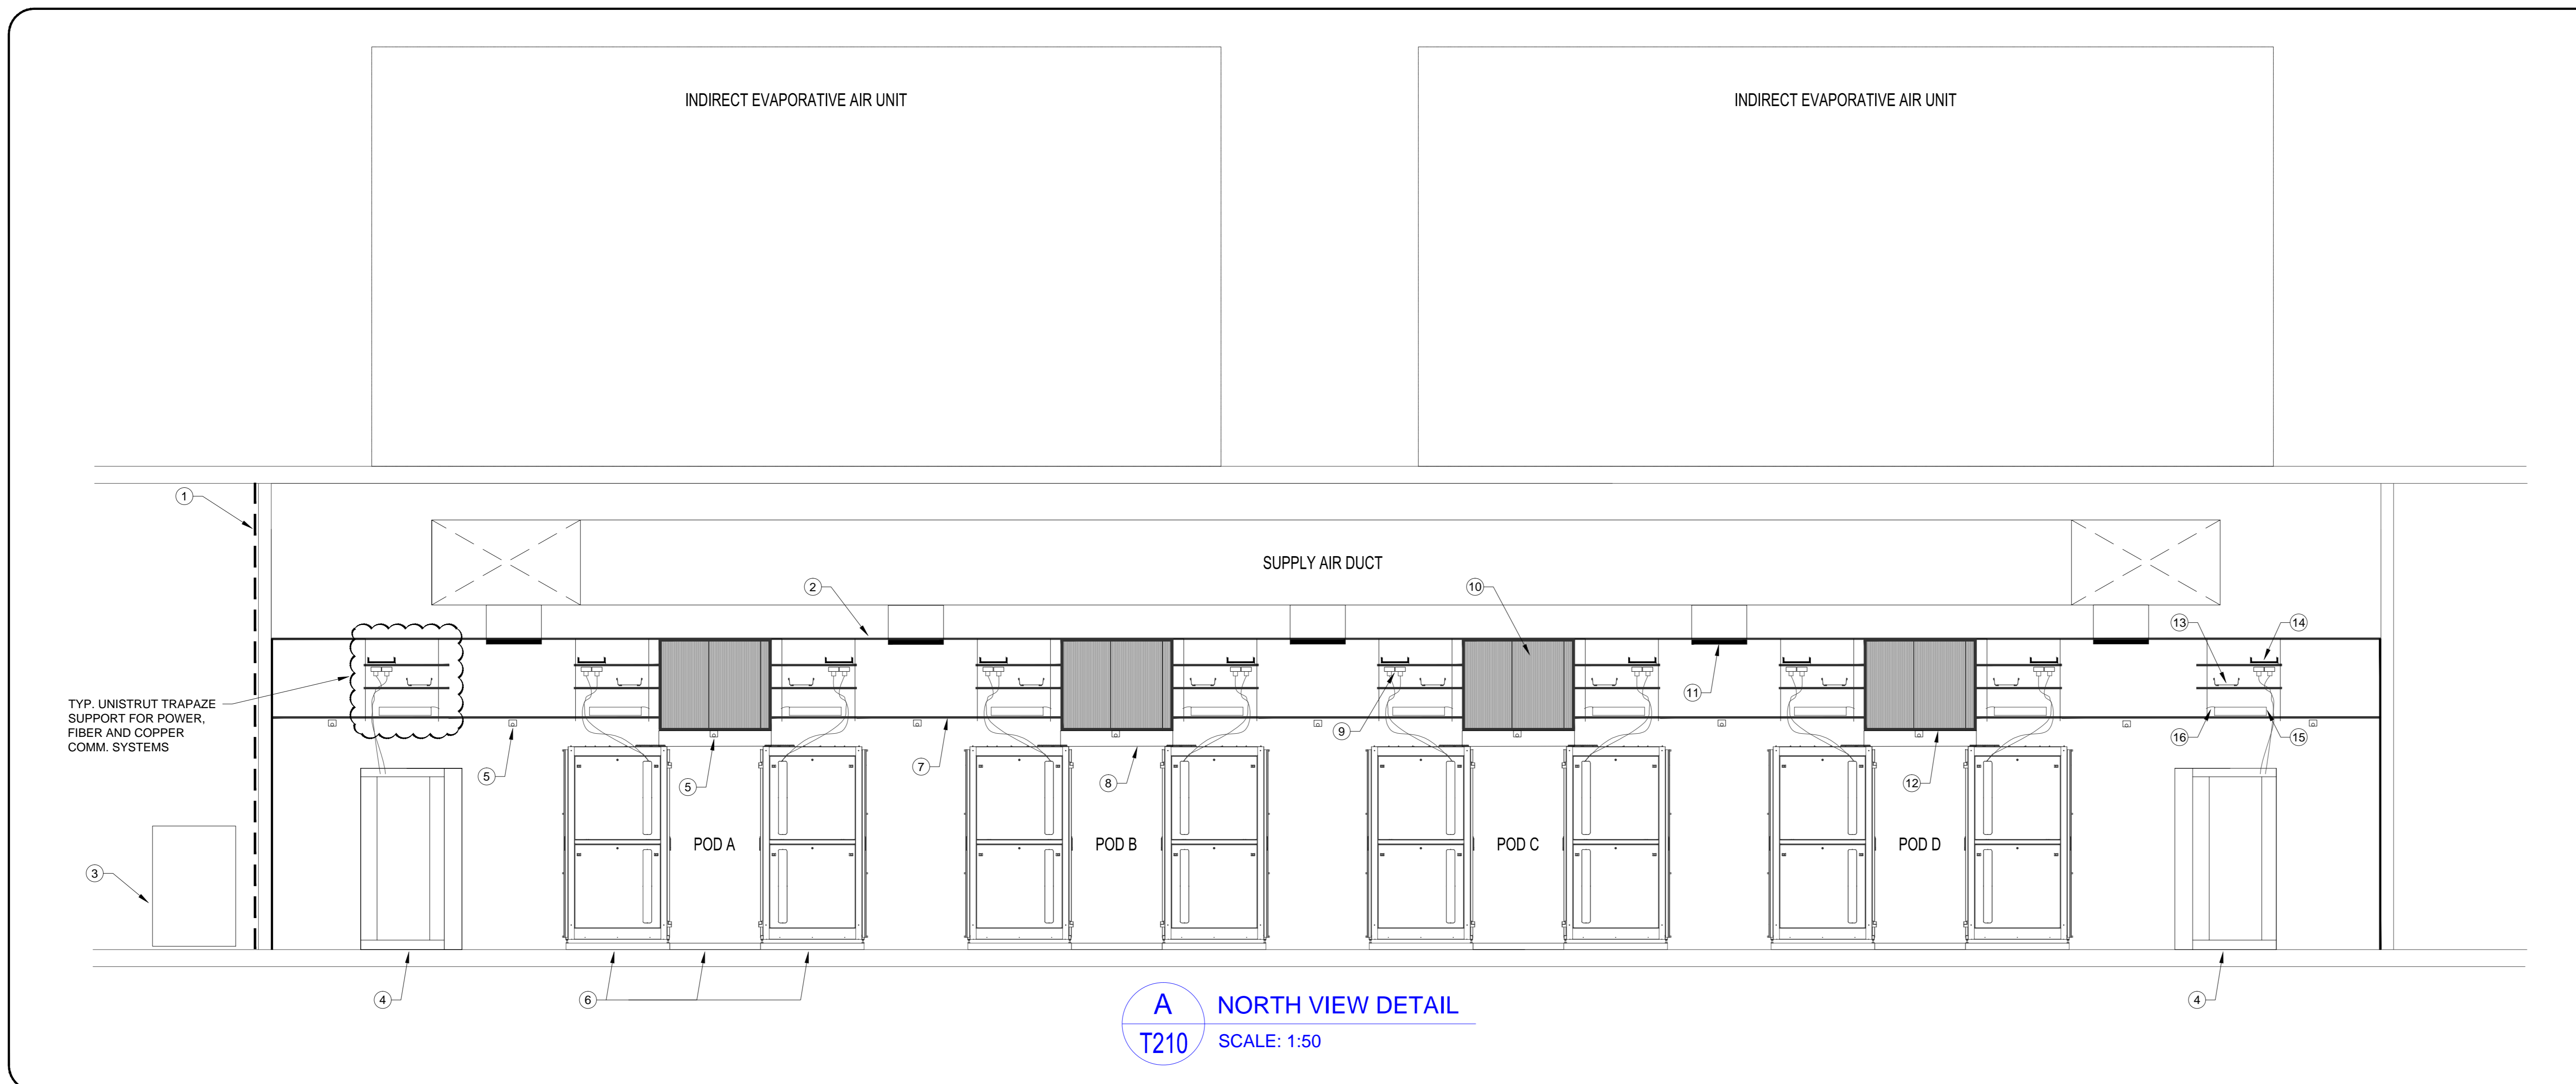 INDIRECT EVAPORATIVE AIR UNIT
INDIRECT EVAPORATIVE AIR UNIT
1
SUPPLY AIR DUCT
2
10
13
14
TYP. UNISTRUT TRAPAZE
SUPPORT FOR POWER,
FIBER AND COPPER
COMM. SYSTEMS
11
9
16
15
5
5
7
8
12
POD A
POD B
POD C
POD D
3
4
6
4
A
T210
NORTH VIEW DETAIL
SCALE: 1:50